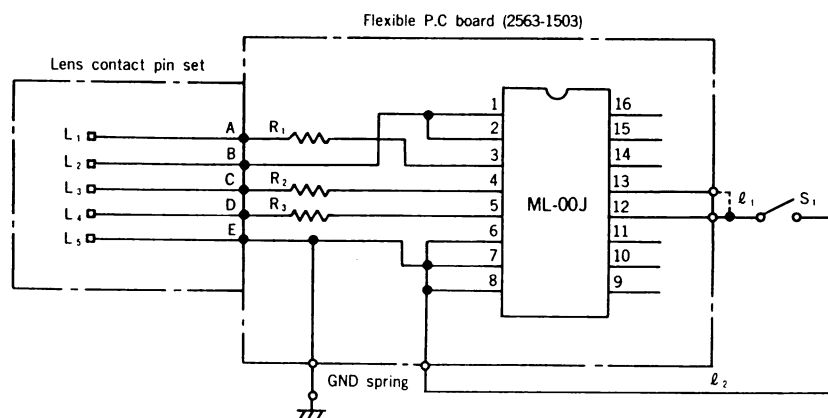 Flexible P.C board (2563-1503)
Lens contact pin set
L₁ A R₁ 1 16
L₂ B 2 15
L₃ C R₂ 3 14
L₄ D R₃ 4 13 ℓ₁ S₁
L₅ E 5 ML-00J 12
6 11
7 10
8 9
GND spring ℓ₂